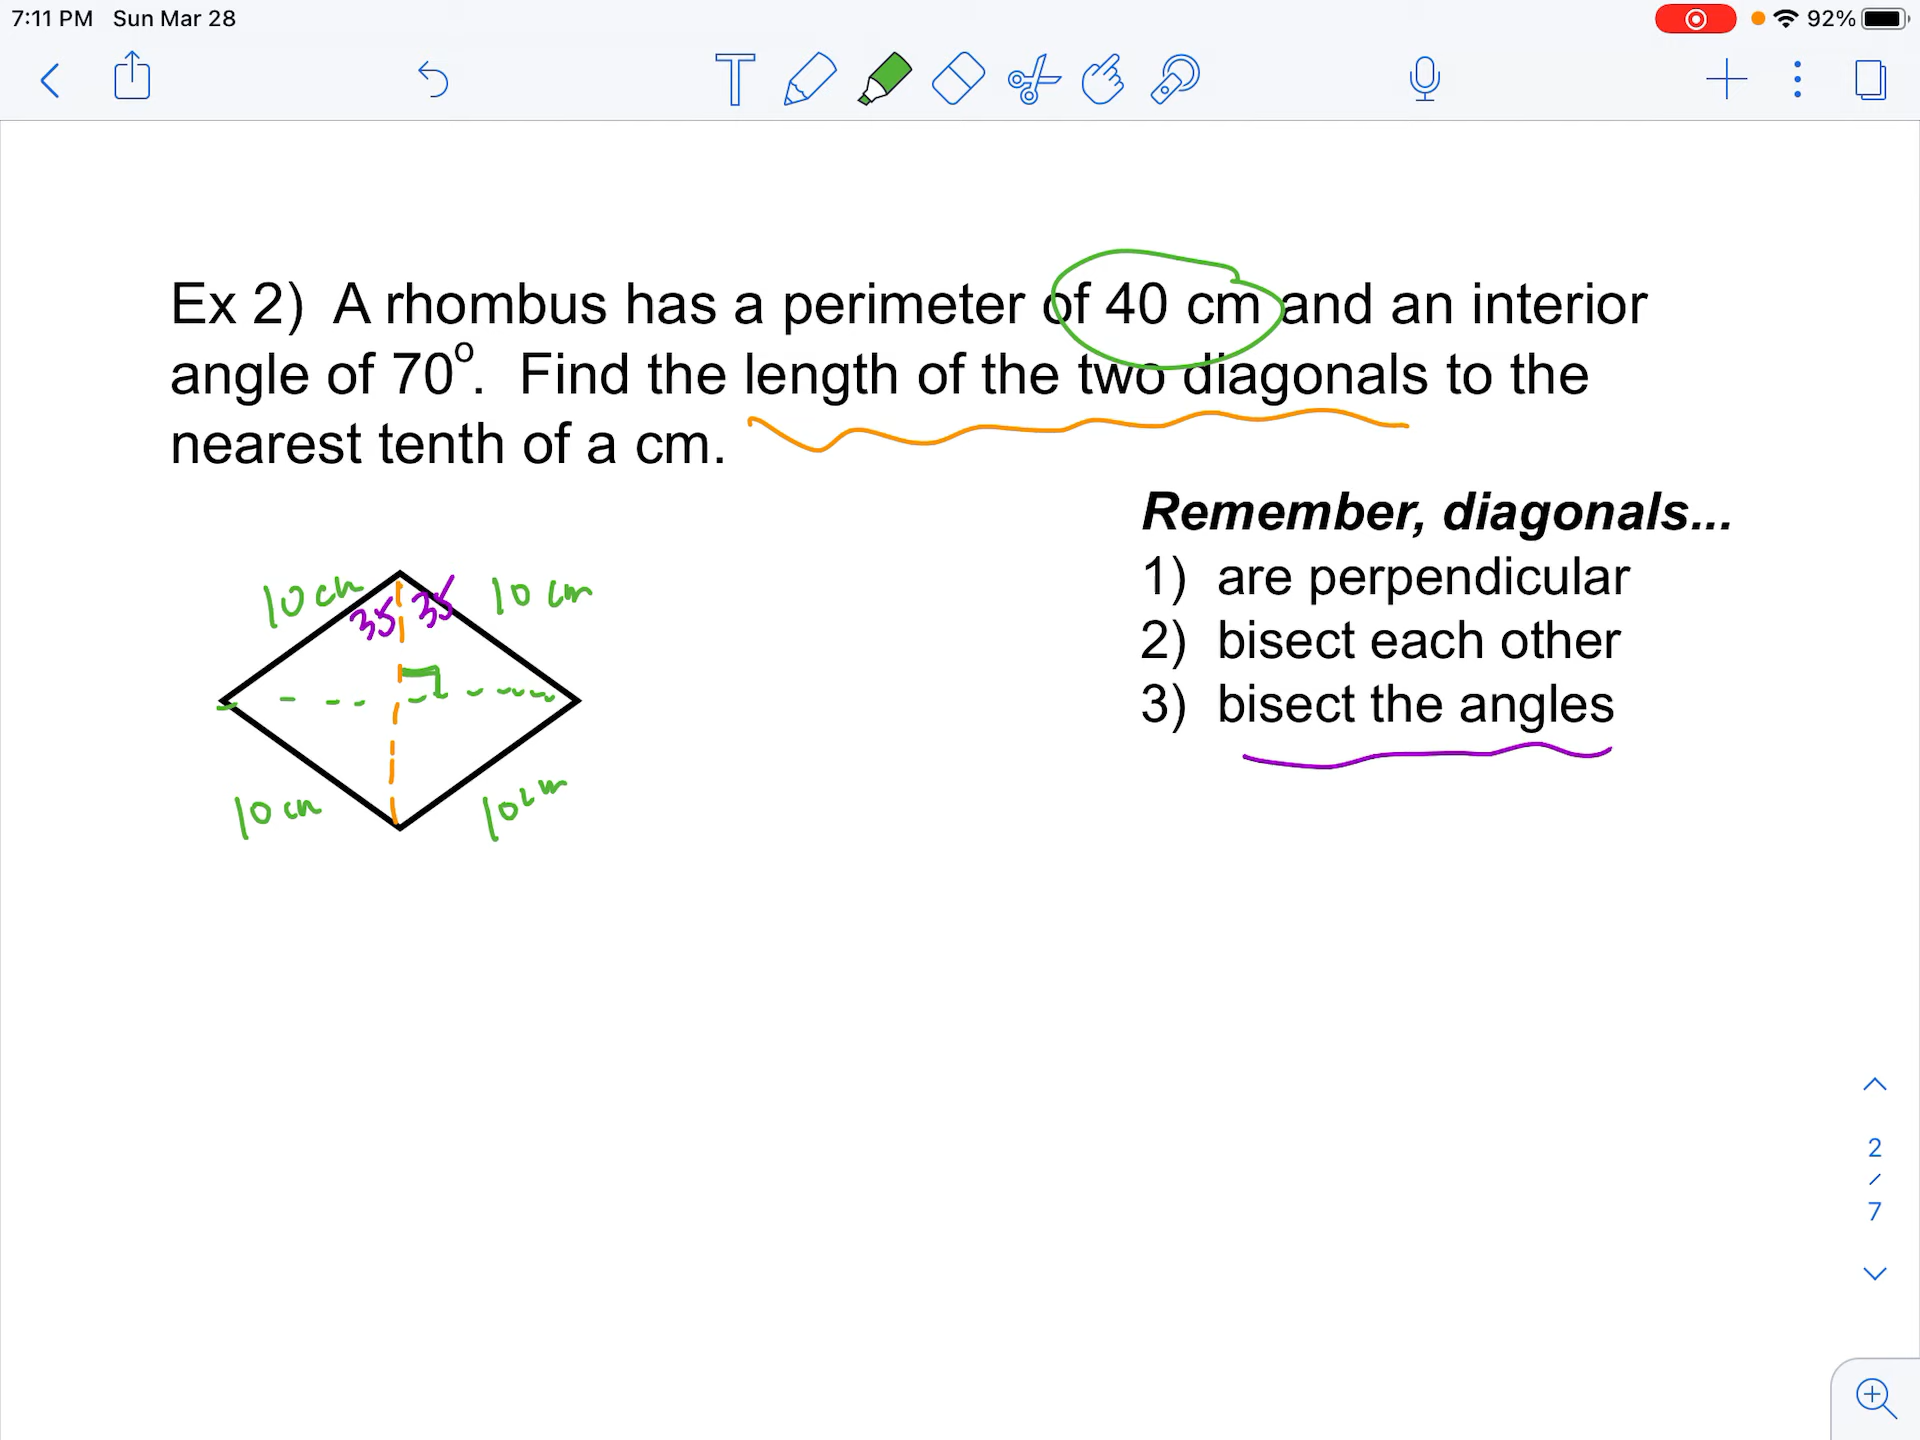 7:11 PM Sun Mar 28
92%
T
Ex 2) A rhombus has a perimeter of 40 cm and an interior
angle of 70°. Find the length of the two diagonals to the
nearest tenth of a cm.
Remember, diagonals...
1) are perpendicular
2) bisect each other
3) bisect the angles
10 cm
10 cm
35
35
10 cm
10 cm
2
/
7